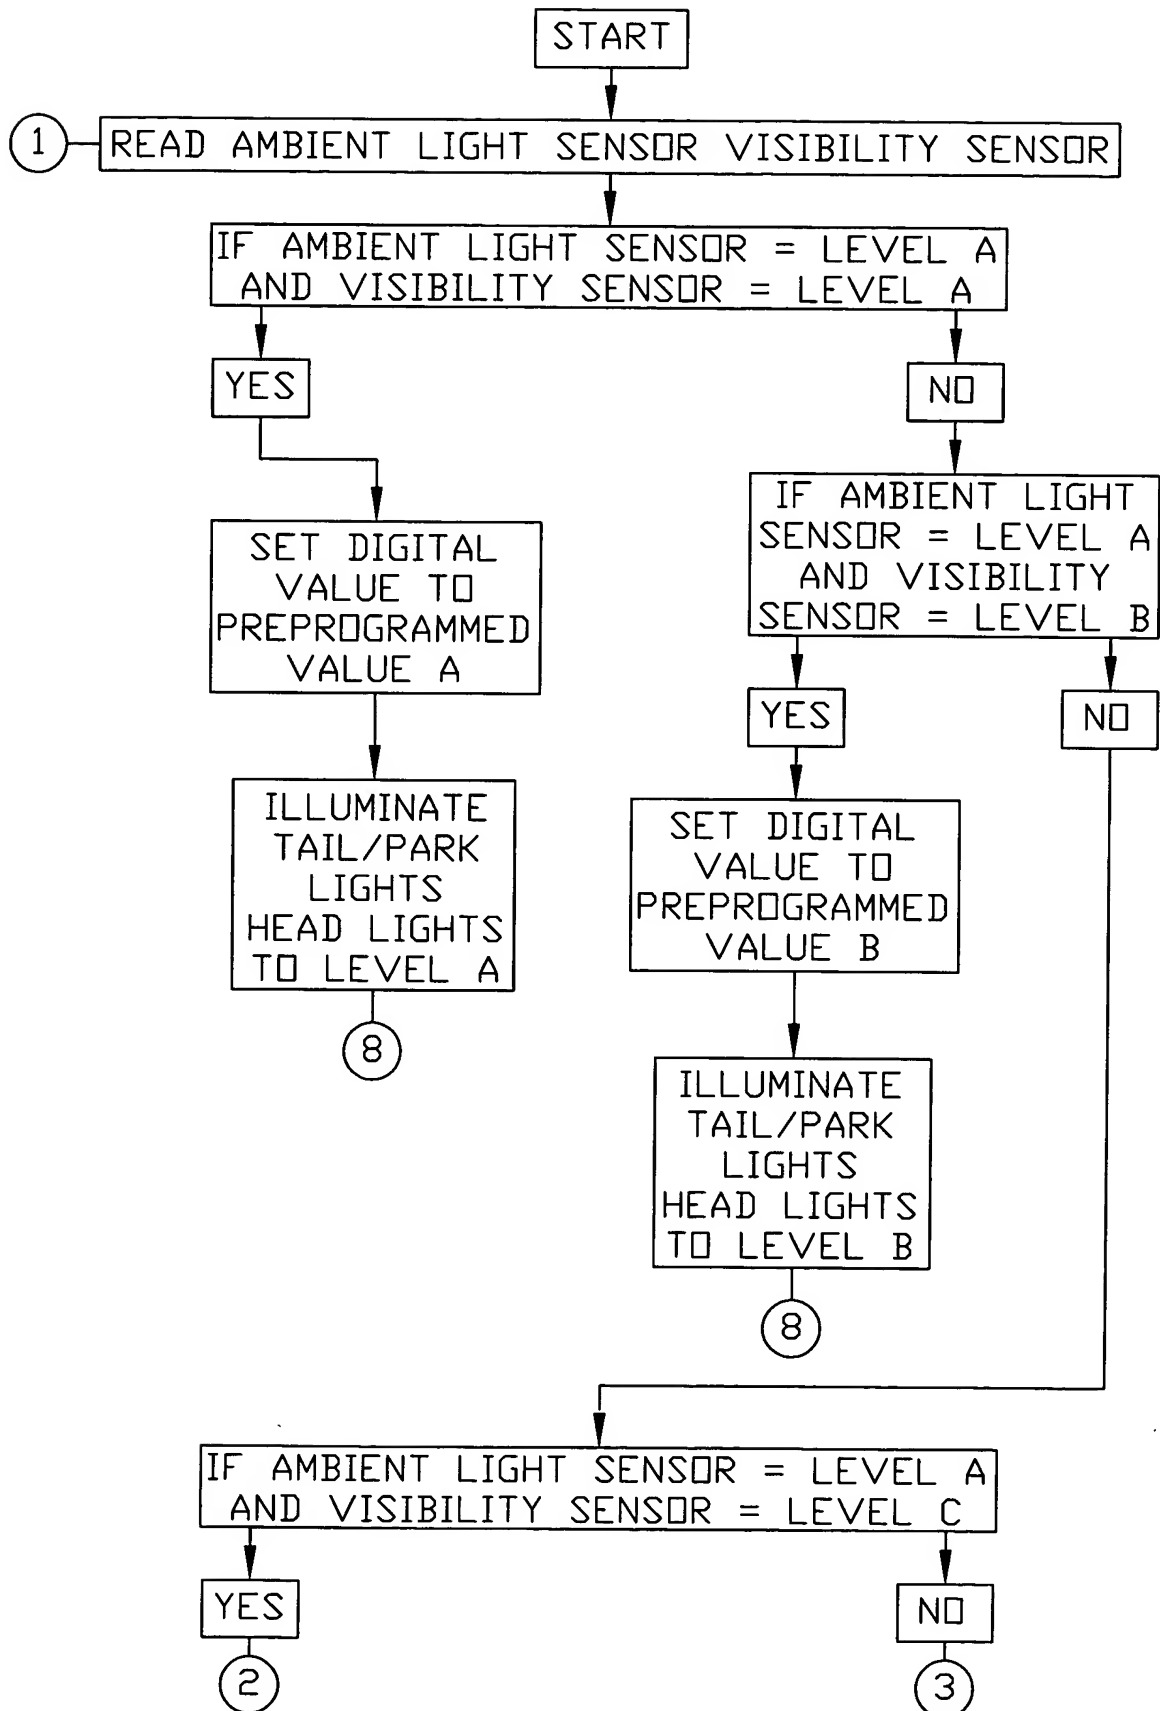 START
1
READ AMBIENT LIGHT SENSOR VISIBILITY SENSOR
IF AMBIENT LIGHT SENSOR = LEVEL A
AND VISIBILITY SENSOR = LEVEL A
YES
NO
SET DIGITAL
VALUE TO
PREPROGRAMMED
VALUE A
ILLUMINATE
TAIL/PARK
LIGHTS
HEAD LIGHTS
TO LEVEL A
8
IF AMBIENT LIGHT
SENSOR = LEVEL A
AND VISIBILITY
SENSOR = LEVEL B
YES
NO
SET DIGITAL
VALUE TO
PREPROGRAMMED
VALUE B
ILLUMINATE
TAIL/PARK
LIGHTS
HEAD LIGHTS
TO LEVEL B
8
IF AMBIENT LIGHT SENSOR = LEVEL A
AND VISIBILITY SENSOR = LEVEL C
YES
NO
2
3